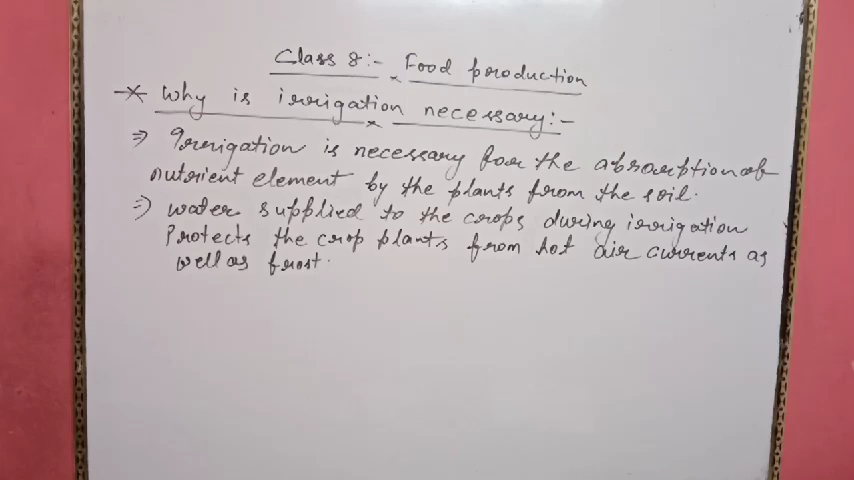 Class 8:- Food production
* Why is irrigation necessary:-
⇒ Irrigation is necessary for the absorption of
nutrient element by the plants from the soil.
⇒ water supplied to the crops during irrigation
Protects the crop plants from hot air currents as
well as frost.